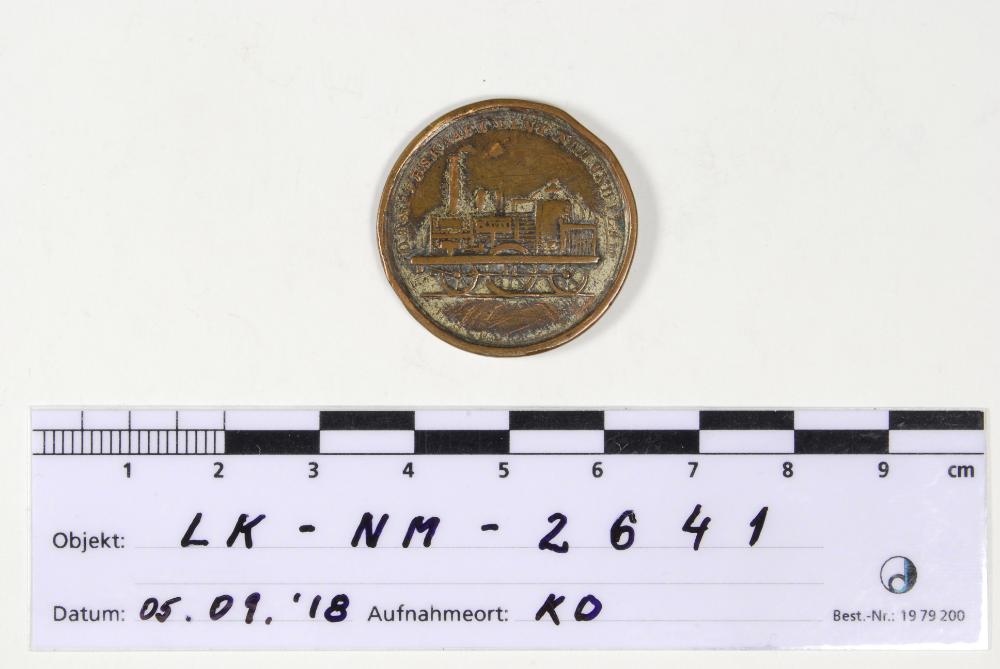 1 2 3 4 5 6 7 8 9 cm
Objekt: LK - NM - 2641
Datum: 05.09.'18 Aufnahmeort: KO
Best.-Nr.: 19 79 200